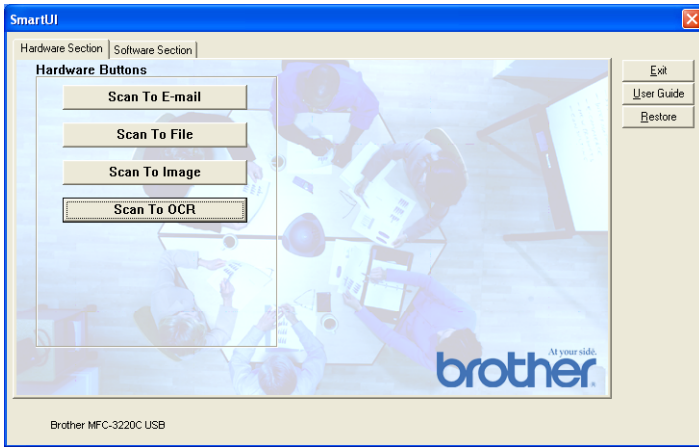 SmartUI
Hardware Section
Software Section
Hardware Buttons
Scan To E-mail
Scan To File
Scan To Image
Scan To OCR
Exit
User Guide
Restore
At your side.
brother
Brother MFC-3220C USB